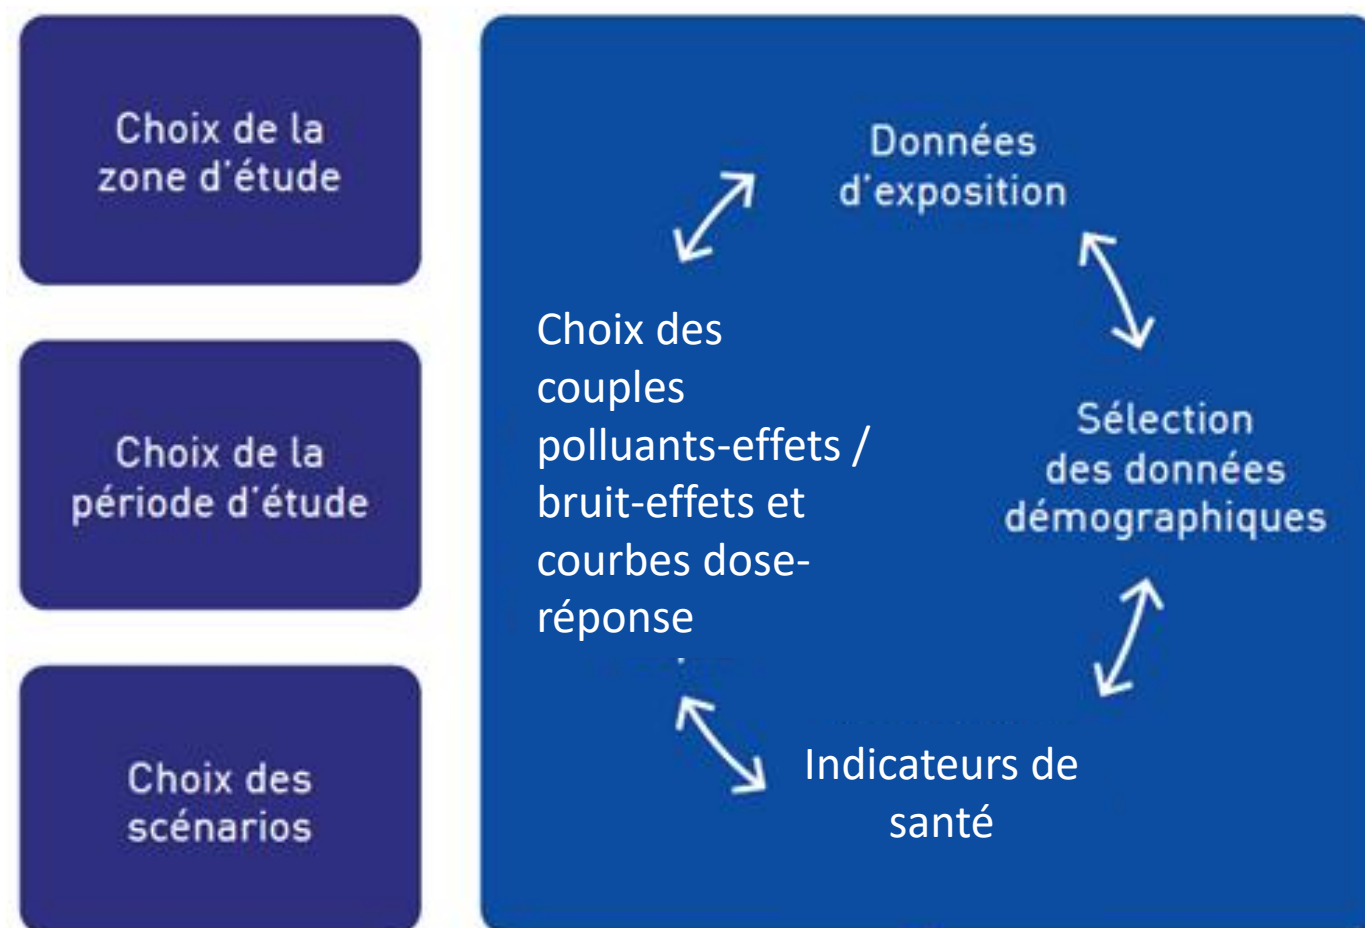 Choix de la
zone d'étude
Choix de la
période d'étude
Choix des
scénarios
Données
d'exposition
Choix des
couples
polluants-effets /
bruit-effets et
courbes dose-
réponse
Sélection
des données
démographiques
Indicateurs de
santé